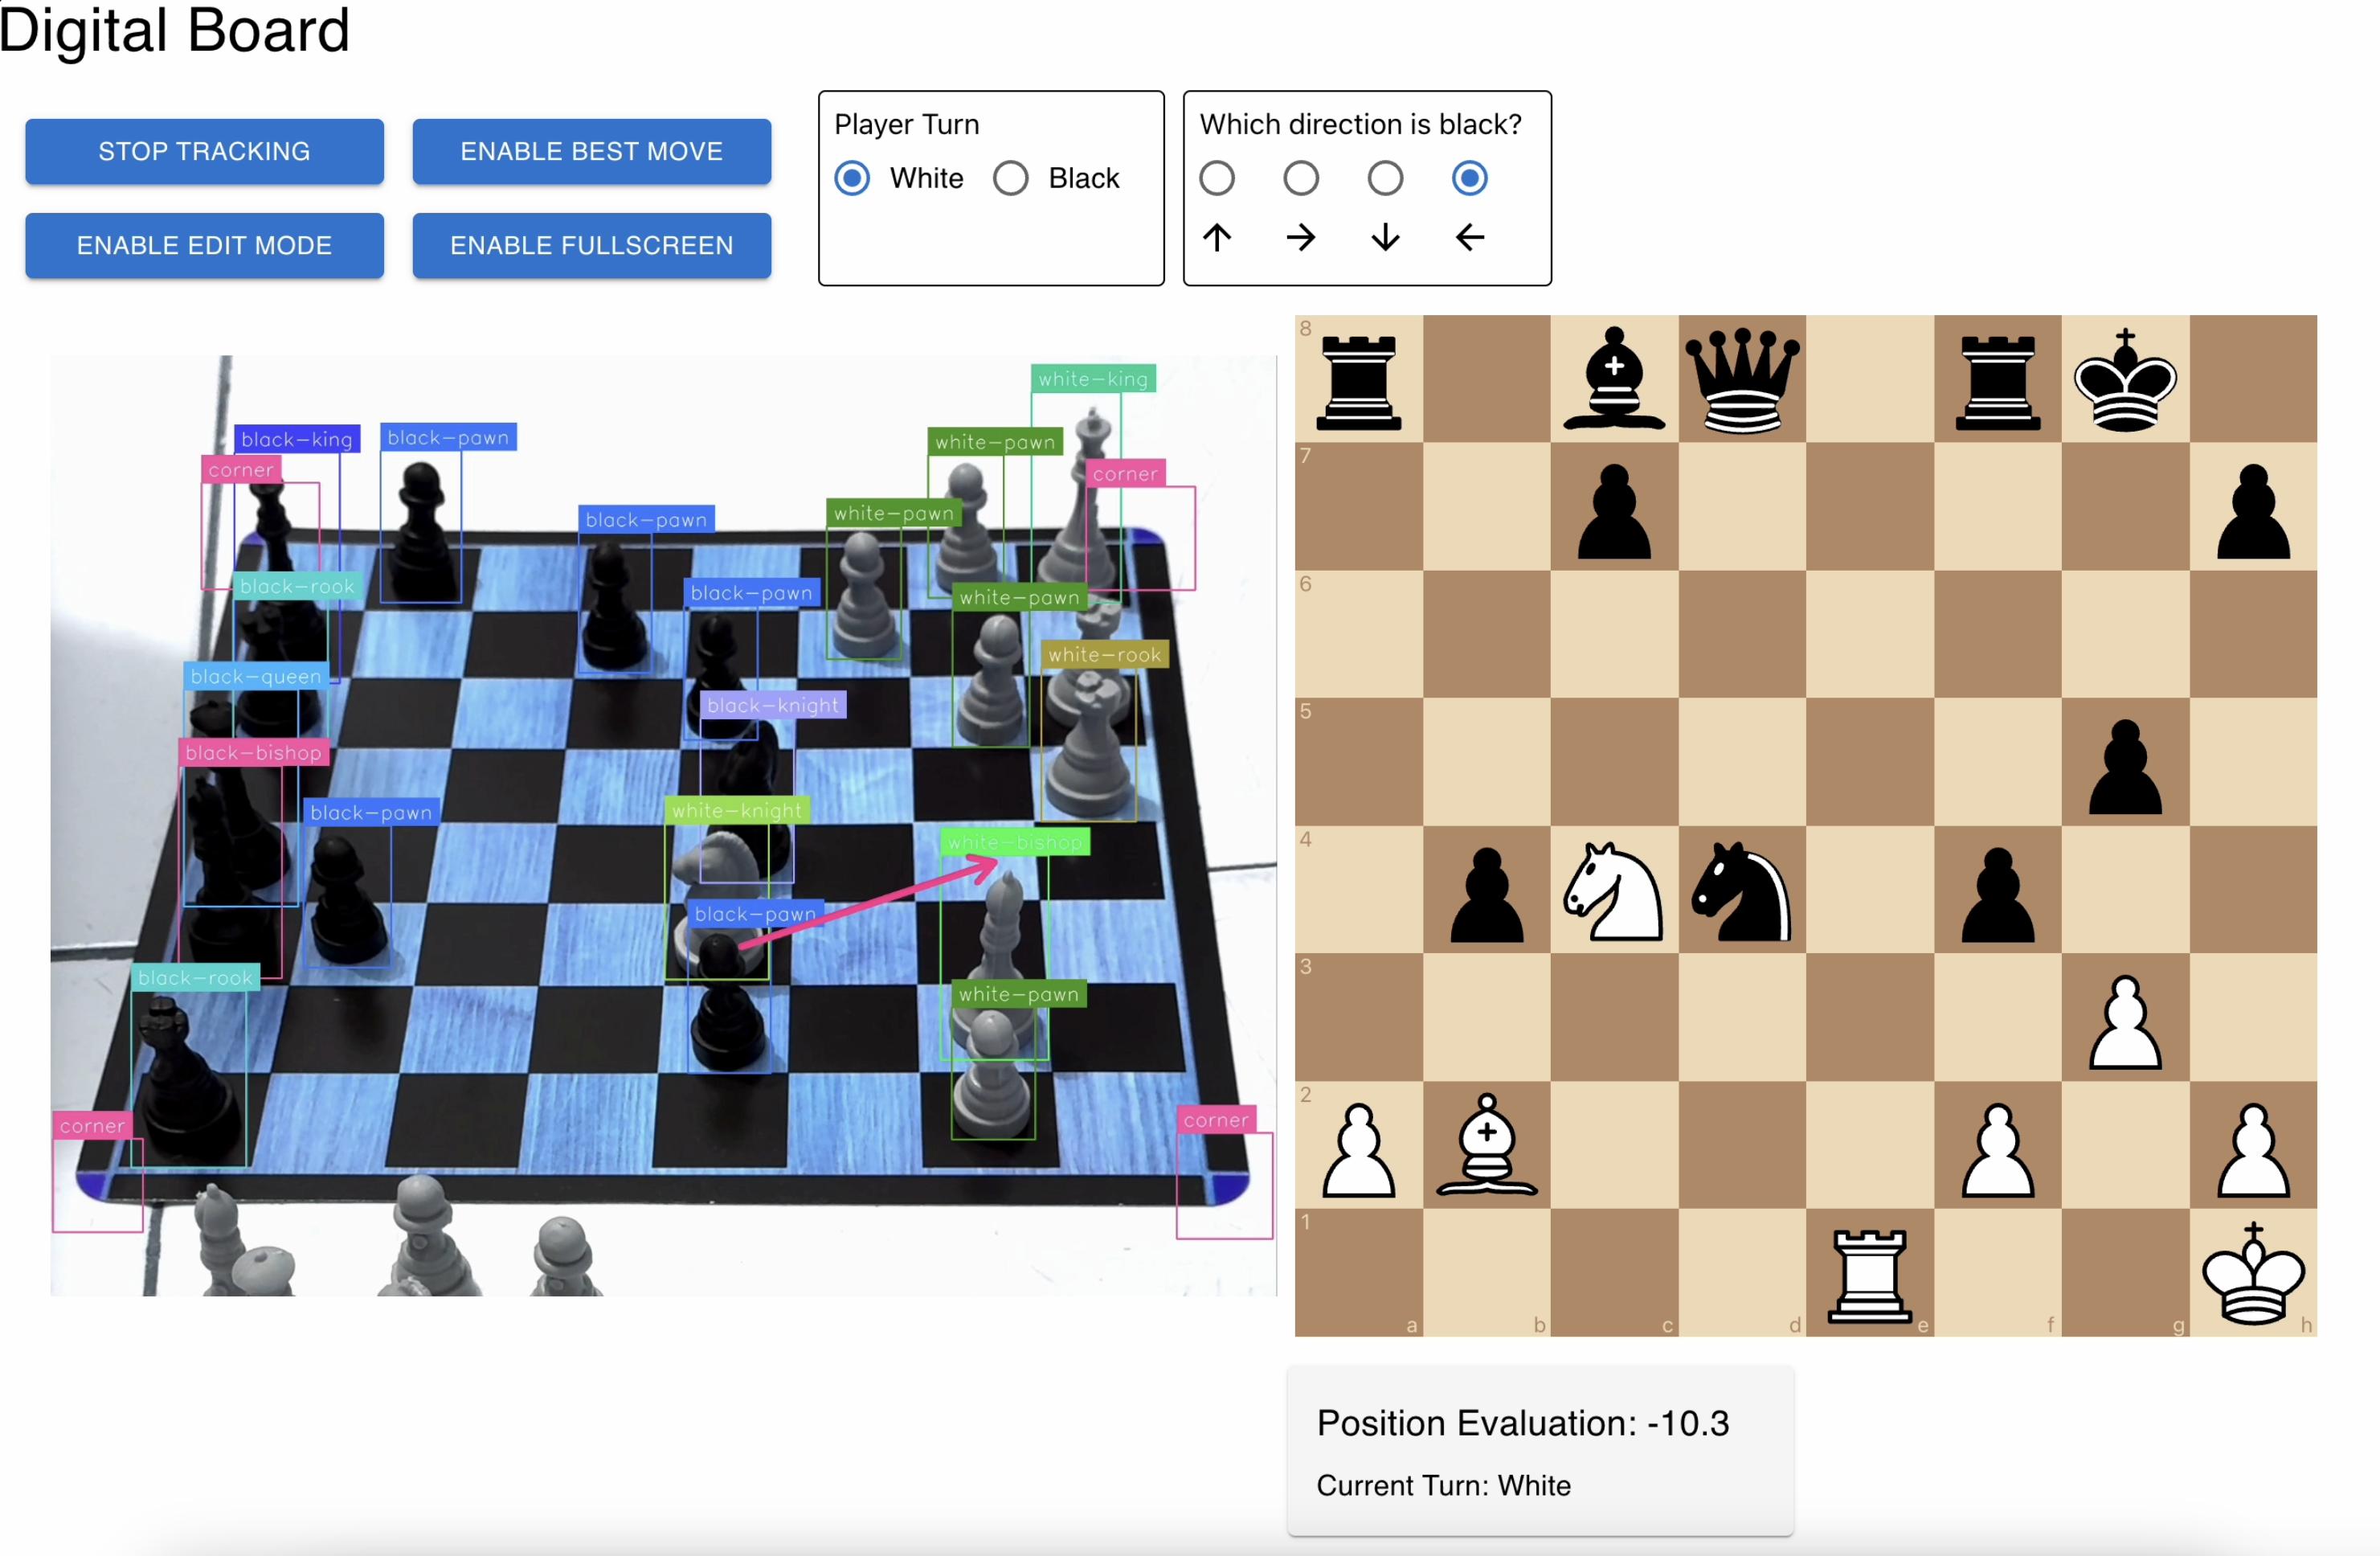 Digital Board
STOP TRACKING
ENABLE BEST MOVE
ENABLE EDIT MODE
ENABLE FULLSCREEN
Player Turn
White
Black
Which direction is black?
↑ → ↓ ←
white-king
black-king
black-pawn
white-pawn
corner
corner
black-pawn
white-pawn
black-rook
black-pawn
white-pawn
white-rook
black-queen
black-knight
black-bishop
black-pawn
white-knight
white-bishop
black-pawn
black-rook
white-pawn
corner
corner
8
7
6
5
4
3
2
1
a b c d e f g h
Position Evaluation: -10.3
Current Turn: White